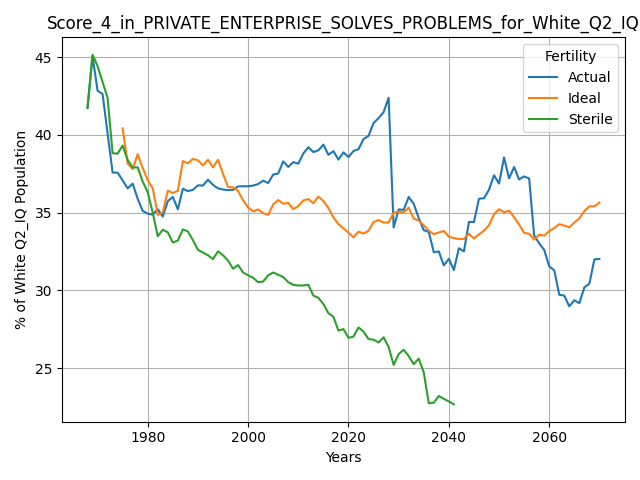 Score_4_in_PRIVATE_ENTERPRISE_SOLVES_PROBLEMS_for_White_Q2_IQ
Fertility
Actual
Ideal
Sterile
% of White Q2_IQ Population
45
40
35
30
25
1980
2000
2020
2040
2060
Years